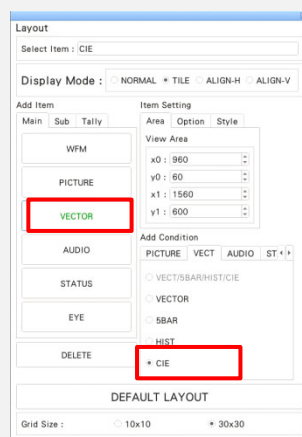 Layout
Select Item : CIE
Display Mode : NORMAL TILE ALIGN-H ALIGN-V
Add Item
Main Sub Tally
WFM
PICTURE
VECTOR
AUDIO
STATUS
EYE
DELETE
Item Setting
Area Option Style
View Area
x0 : 960
y0 : 60
x1 : 1560
y1 : 600
Add Condition
PICTURE VECT AUDIO ST
VECT/5BAR/HIST/CIE
VECTOR
5BAR
HIST
CIE
DEFAULT LAYOUT
Grid Size : 10x10 30x30